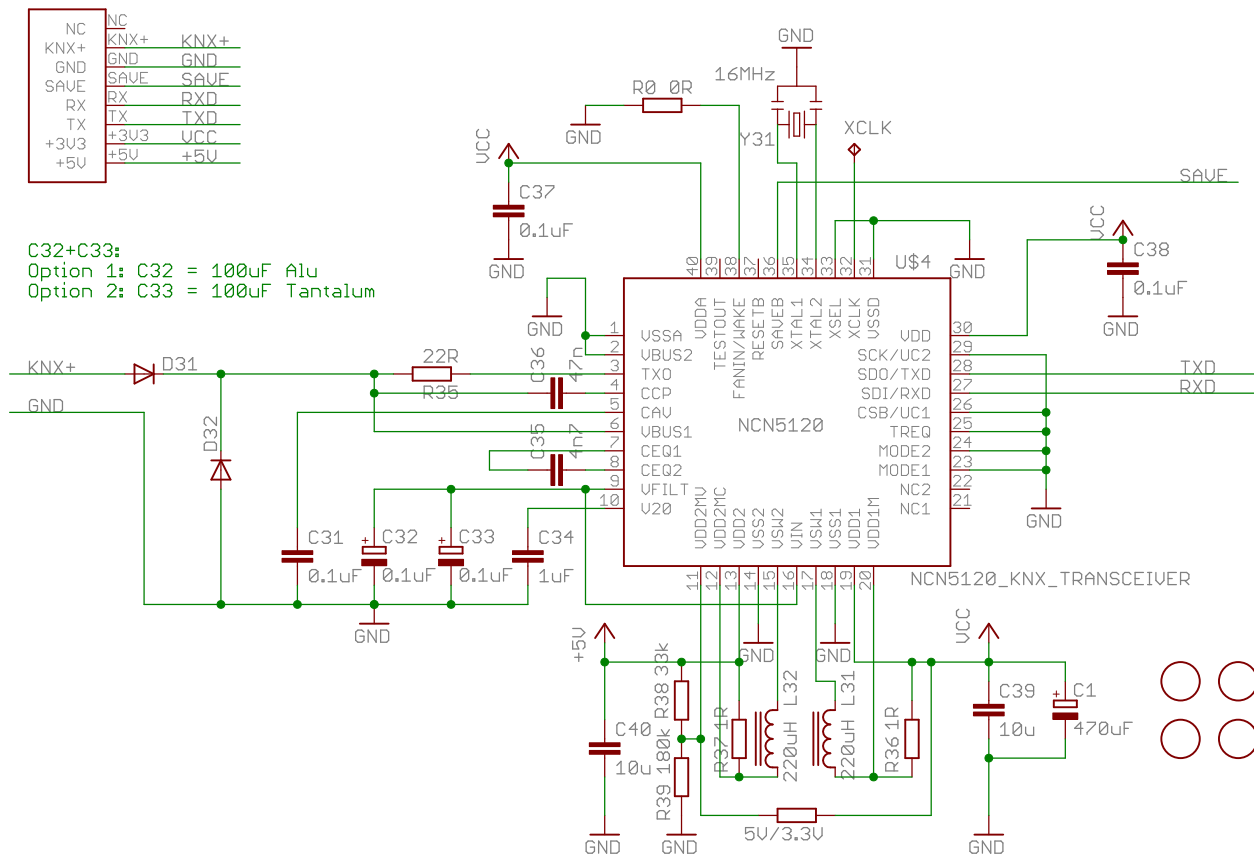 NC NC
KNX+ KNX+ KNX+
GND GND GND
SAVE SAVE SAVE
RX RX RXD
TX TX TXD
+3V3 +3V3 VCC
+5V +5V +5V
GND
16MHz
R0 0R
GND
Y31
XCLK
VCC
C37
0.1uF
GND
SAVE
VCC
C38
0.1uF
GND
GND
C32+C33:
Option 1: C32 = 100uF Alu
Option 2: C33 = 100uF Tantalum
U$4
40 39 38 37 36 35 34 33 32 31
VDDA TESTOUT FANIN/WAKE RESETB SAVEB XTAL1 XTAL2 XSEL XCLK VSSD
GND
1 VSSA
2 VBUS2
3 TXO
4 CCP
5 CAV
6 VBUS1
7 CEQ1
8 CEQ2
9 VFILT
10 V20
VDD 30
SCK/UC2 29
SDO/TXD 28
SDI/RXD 27
CSB/UC1 26
TREQ 25
MODE2 24
MODE1 23
NC2 22
NC1 21
NCN5120
TXD
RXD
GND
KNX+
D31
GND
D32
22R
R35
C36 47n
C35 4n7
C31
0.1uF
+ C32
0.1uF
+ C33
0.1uF
C34
1uF
GND
VDD2MV VDD2MC VDD2 VSS2 VSW2 VIN VSW1 VSS1 VDD1 VDD1M
11 12 13 14 15 16 17 18 19 20
NCN5120_KNX_TRANSCEIVER
+5V
GND
GND
VCC
C40
10u
R38 33k
R39 180k
R37 1R
220uH L32
220uH L31
R36 1R
C39
10u
+ C1
470uF
5V/3.3V
GND
GND
GND